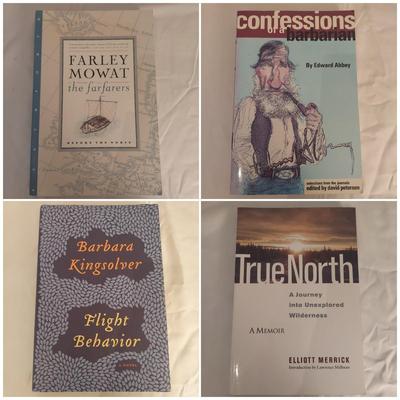 FARLEY
MOWAT
the farfarers
BEFORE THE NORSE
confessions
of a barbarian
By Edward Abbey
selections from the journals
edited by david petersen
Barbara
Kingsolver
Flight
Behavior
A NOVEL
True North
A Journey
into Unexplored
Wilderness
A MEMOIR
ELLIOTT MERRICK
Introduction by Lawrence Millman